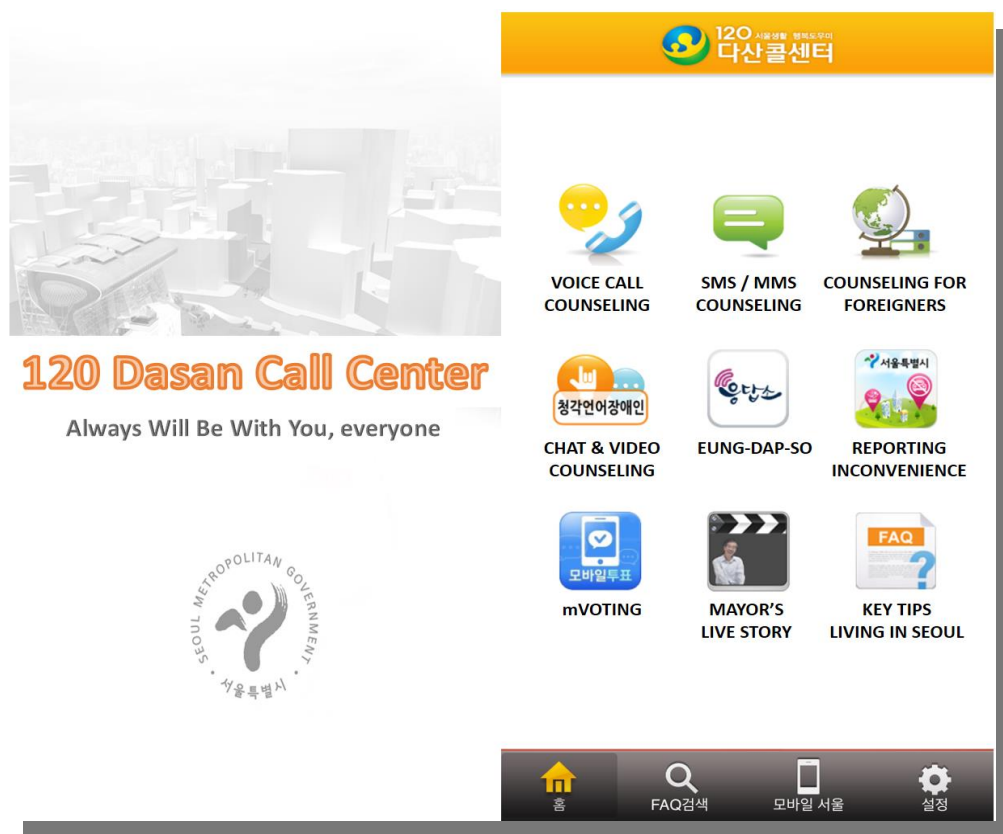 120 Dasan Call Center
Always Will Be With You, everyone
SEOUL METROPOLITAN GOVERNMENT
서울특별시
120 서울생활 행복도우미
다산콜센터
VOICE CALL
COUNSELING
SMS / MMS
COUNSELING
COUNSELING FOR
FOREIGNERS
청각언어장애인
CHAT & VIDEO
COUNSELING
응답소
EUNG-DAP-SO
서울특별시
REPORTING
INCONVENIENCE
모바일투표
mVOTING
MAYOR'S
LIVE STORY
FAQ
KEY TIPS
LIVING IN SEOUL
홈
FAQ검색
모바일 서울
설정